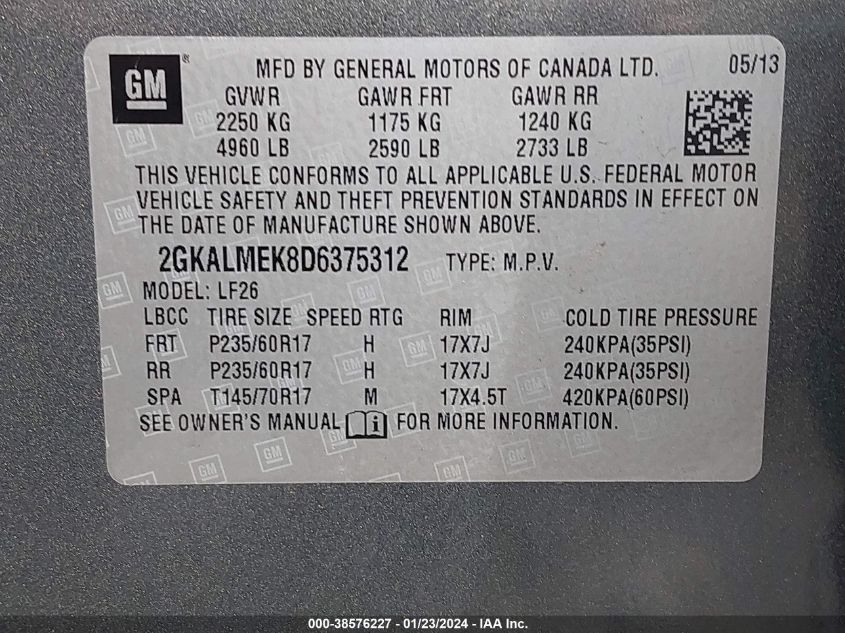 GM ® MFD BY GENERAL MOTORS OF CANADA LTD. 05/13
GVWR GAWR FRT GAWR RR
2250 KG 1175 KG 1240 KG
4960 LB 2590 LB 2733 LB
THIS VEHICLE CONFORMS TO ALL APPLICABLE U.S. FEDERAL MOTOR
VEHICLE SAFETY AND THEFT PREVENTION STANDARDS IN EFFECT ON
THE DATE OF MANUFACTURE SHOWN ABOVE.
2GKALMEK8D6375312 TYPE: M.P.V.
MODEL: LF26
LBCC TIRE SIZE SPEED RTG RIM COLD TIRE PRESSURE
FRT P235/60R17 H 17X7J 240KPA(35PSI)
RR P235/60R17 H 17X7J 240KPA(35PSI)
SPA T145/70R17 M 17X4.5T 420KPA(60PSI)
SEE OWNER'S MANUAL i FOR MORE INFORMATION.
000-38576227 - 01/23/2024 - IAA Inc.